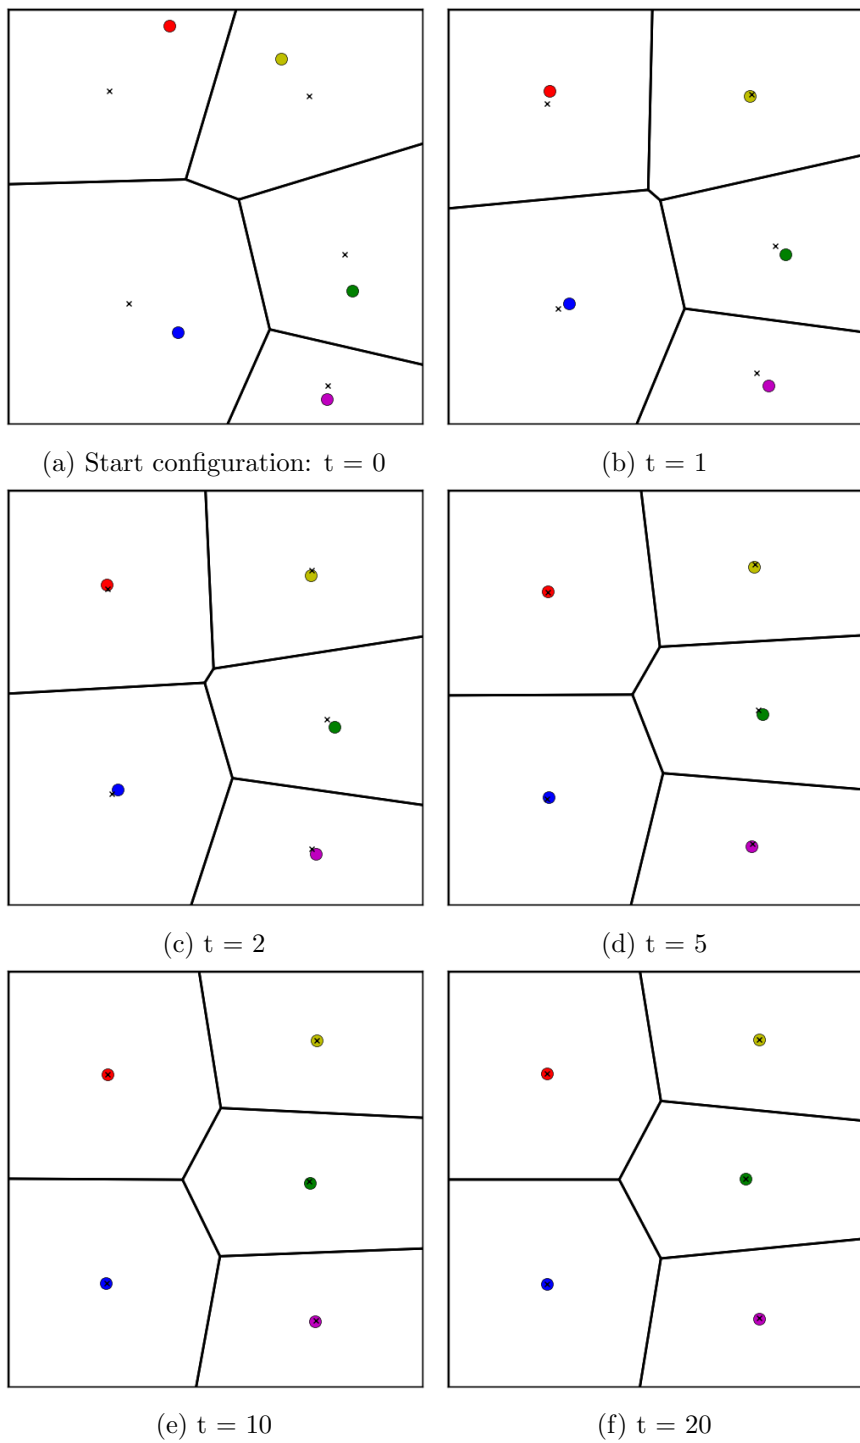 (a) Start configuration: t = 0
(b) t = 1
(c) t = 2
(d) t = 5
(e) t = 10
(f) t = 20